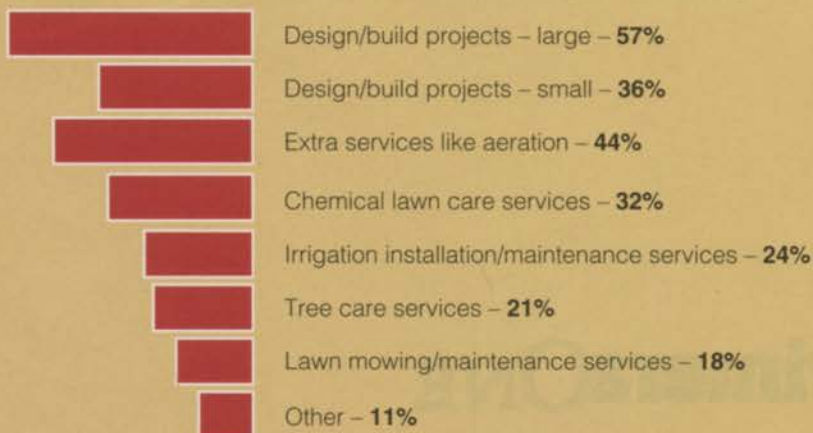 Design/build projects – large – 57%
Design/build projects – small – 36%
Extra services like aeration – 44%
Chemical lawn care services – 32%
Irrigation installation/maintenance services – 24%
Tree care services – 21%
Lawn mowing/maintenance services – 18%
Other – 11%